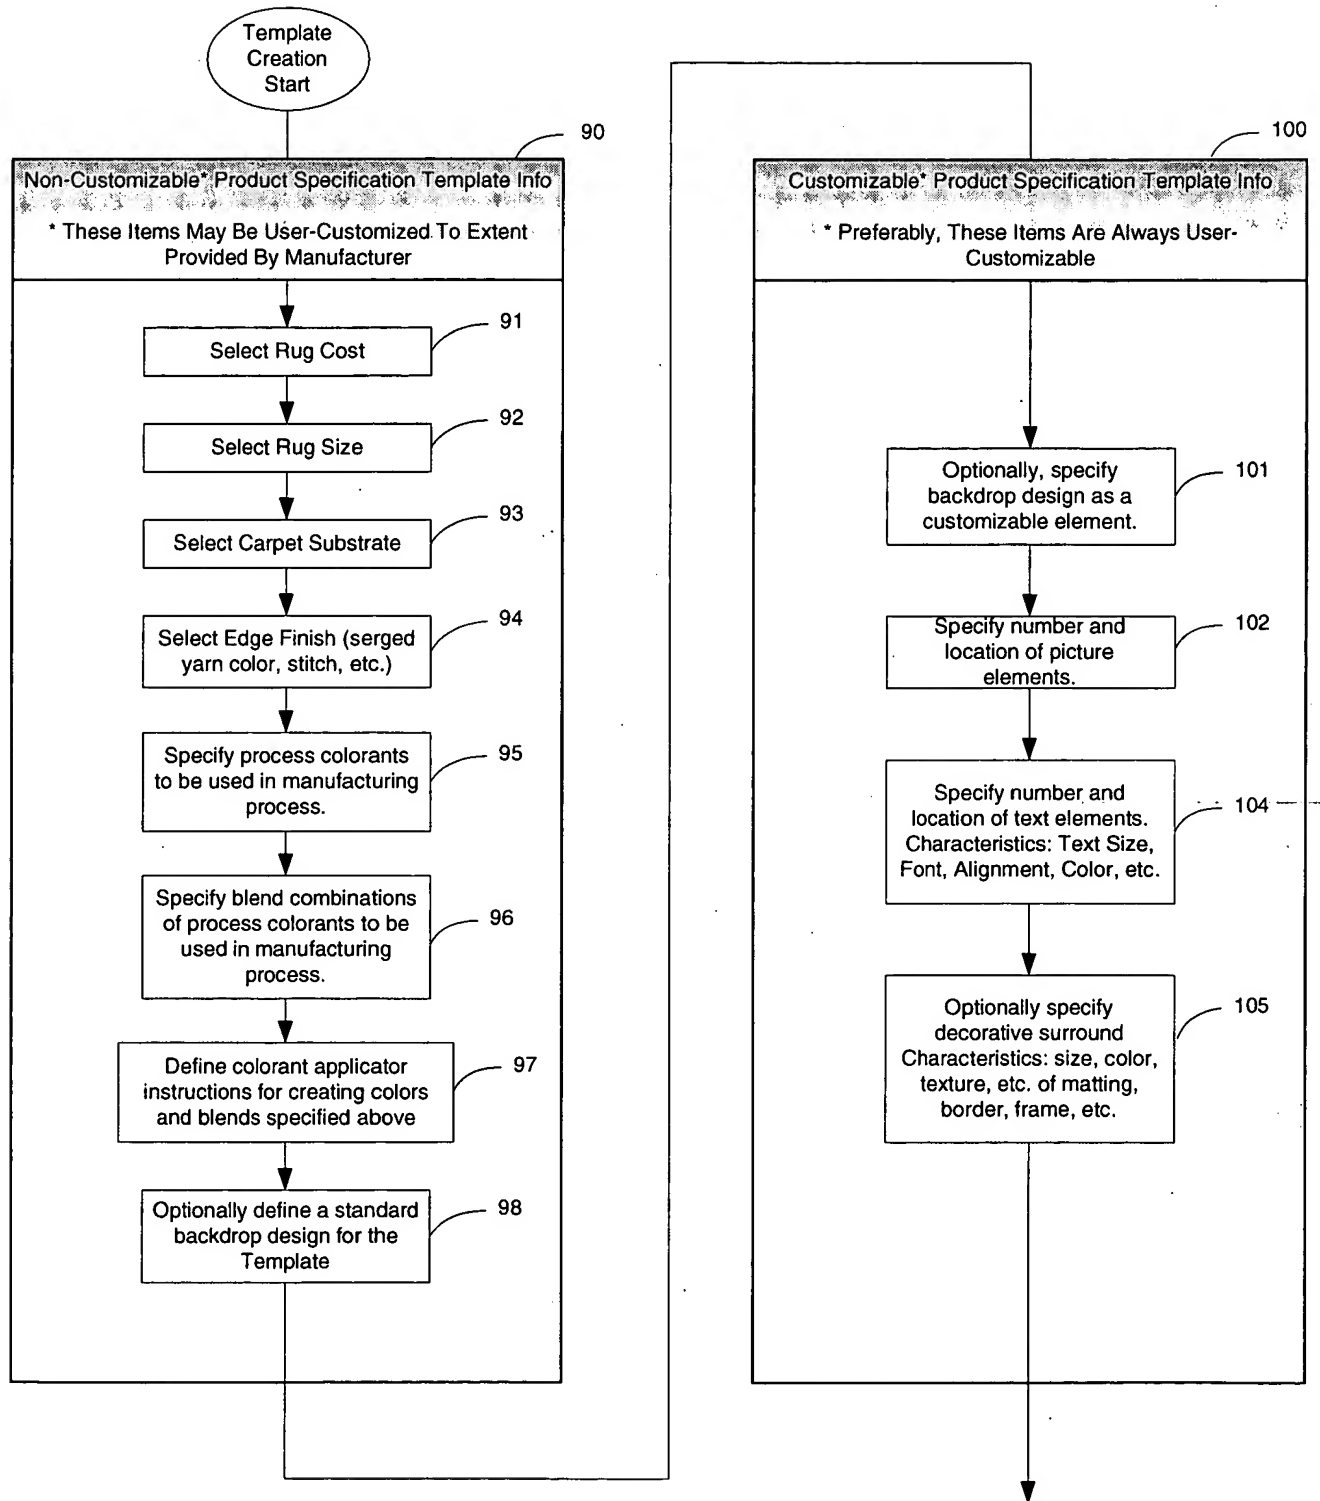 Template
Creation
Start
90
Non-Customizable* Product Specification Template Info
* These Items May Be User-Customized To Extent
Provided By Manufacturer
91
Select Rug Cost
92
Select Rug Size
93
Select Carpet Substrate
94
Select Edge Finish (serged
yarn color, stitch, etc.)
95
Specify process colorants
to be used in manufacturing
process.
96
Specify blend combinations
of process colorants to be
used in manufacturing
process.
97
Define colorant applicator
instructions for creating colors
and blends specified above
98
Optionally define a standard
backdrop design for the
Template
100
Customizable* Product Specification Template Info
* Preferably, These Items Are Always User-
Customizable
101
Optionally, specify
backdrop design as a
customizable element.
102
Specify number and
location of picture
elements.
104
Specify number and
location of text elements.
Characteristics: Text Size,
Font, Alignment, Color, etc.
105
Optionally specify
decorative surround
Characteristics: size, color,
texture, etc. of matting,
border, frame, etc.